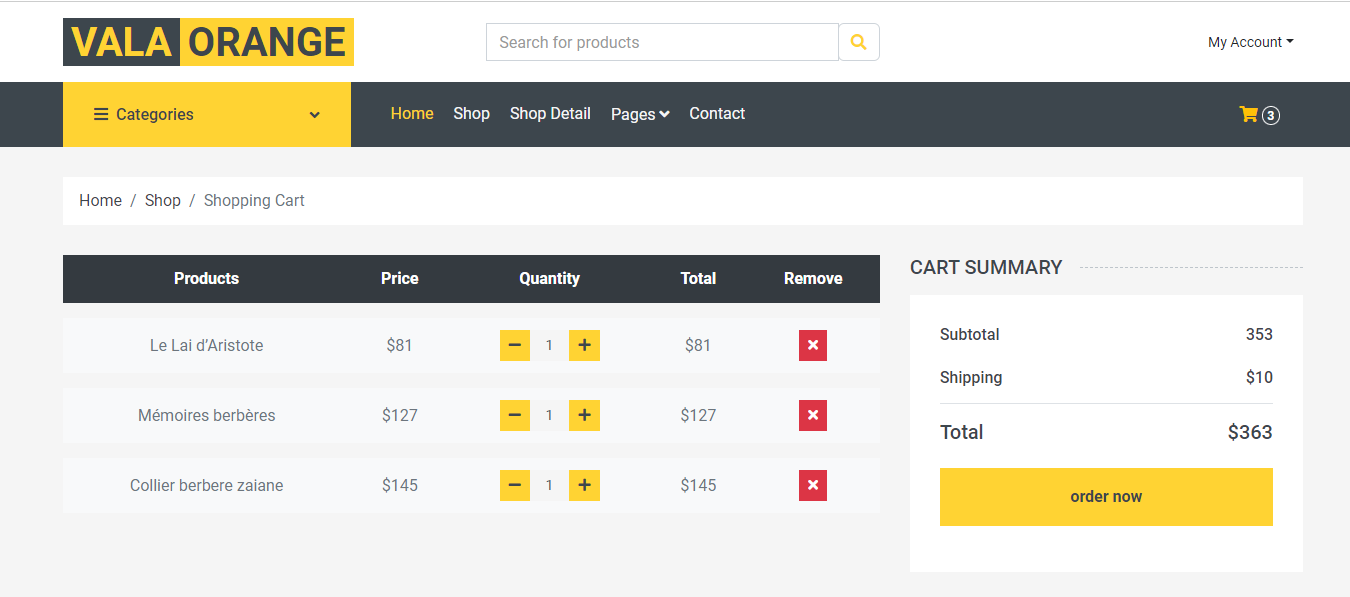 VALA ORANGE
Search for products
My Account
Categories
Home Shop Shop Detail Pages Contact
3
Home / Shop / Shopping Cart
Products Price Quantity Total Remove
Le Lai d’Aristote $81 1 $81
Mémoires berbères $127 1 $127
Collier berbere zaiane $145 1 $145
CART SUMMARY
Subtotal 353
Shipping $10
Total $363
order now